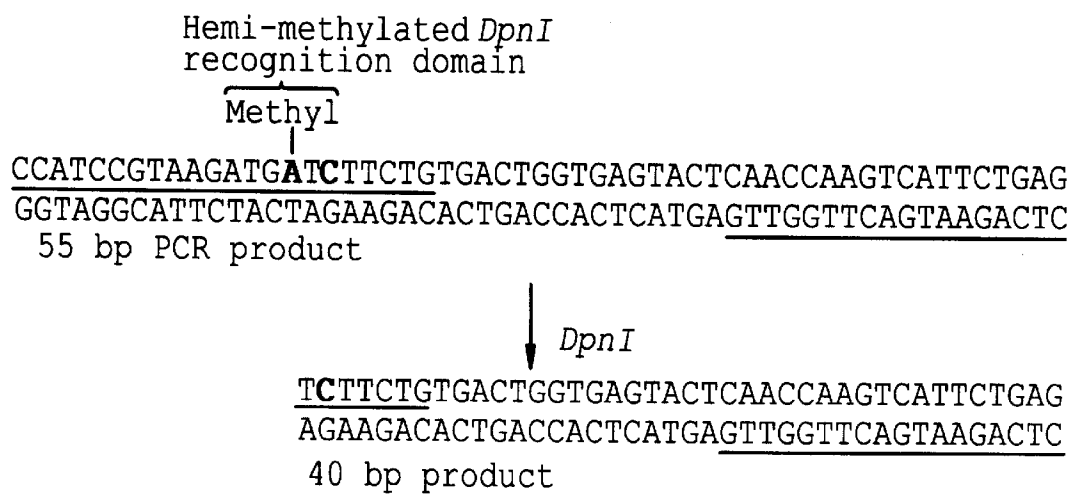 Hemi-methylated DpnI
recognition domain
Methyl
CCATCCGTAAGATGATCTTCTGTGACTGGTGAGTACTCAACCAAGTCATTCTGAG
GGTAGGCATTCTACTAGAAGACACTGACCACTCATGAGTTGGTTCAGTAAGACTC
55 bp PCR product
DpnI
TCTTCTGTGACTGGTGAGTACTCAACCAAGTCATTCTGAG
AGAAGACACTGACCACTCATGAGTTGGTTCAGTAAGACTC
40 bp product